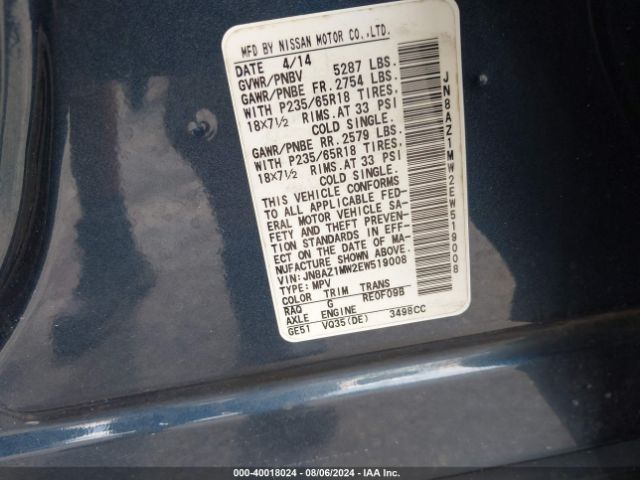 MFD BY NISSAN MOTOR CO.,LTD.
DATE 4/14
GVWR/PNBV 5287 LBS.
GAWR/PNBE FR. 2754 LBS.
WITH P235/65R18 TIRES.
18X7½ RIMS. AT 33 PSI
COLD SINGLE.
GAWR/PNBE RR. 2579 LBS.
WITH P235/65R18 TIRES.
18X7½ RIMS. AT 33 PSI
COLD SINGLE.
THIS VEHICLE CONFORMS
TO ALL APPLICABLE FED-
ERAL MOTOR VEHICLE SA-
FETY AND THEFT PREVEN-
TION STANDARDS IN EFF-
ECT ON THE DATE OF MA-
NUFACTURE SHOWN ABOVE.
VIN:JN8AZ1MW2EW519008
TYPE: MPV
COLOR TRIM TRANS
RAQ G RE0F09B
AXLE ENGINE
GE51 VQ35(DE) 3498CC
JN8AZ1MW2EW519008
000-40018024 - 08/06/2024 - IAA Inc.